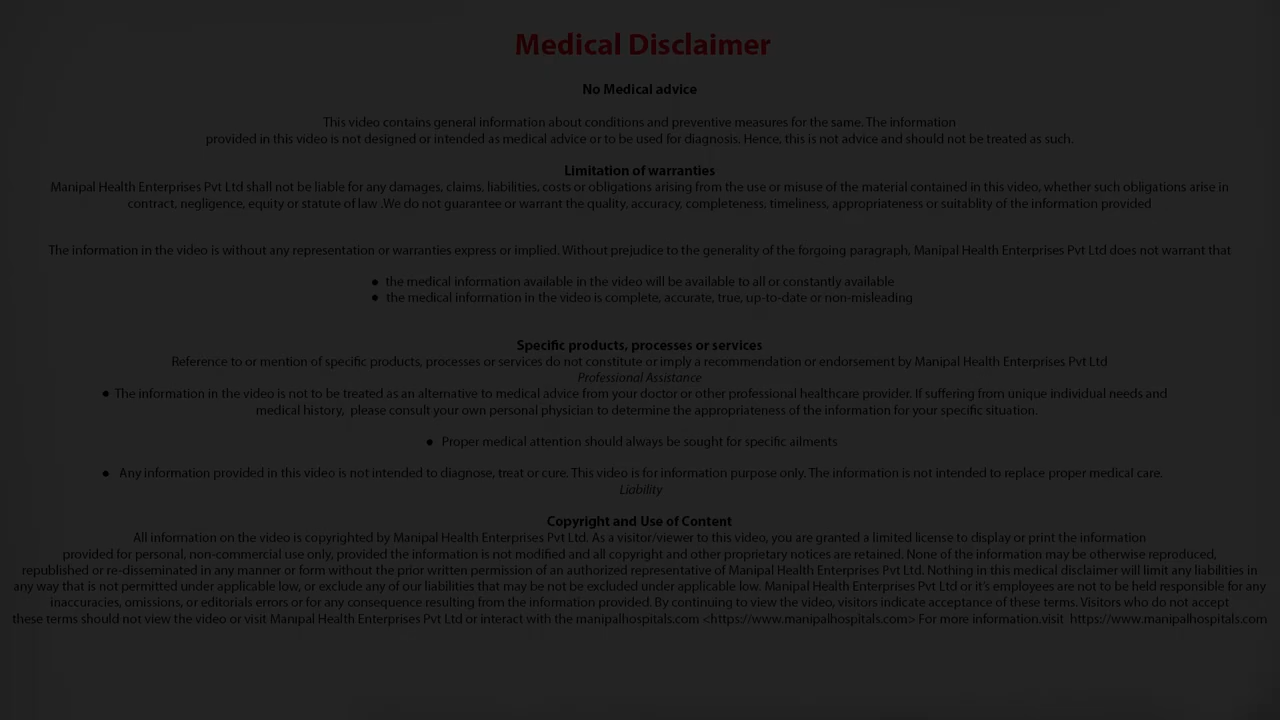 Medical Disclaimer
No Medical advice
This video contains general information about conditions and preventive measures for the same. The information
provided in this video is not designed or intended as medical advice or to be used for diagnosis. Hence, this is not advice and should not be treated as such.
Limitation of warranties
Manipal Health Enterprises Pvt Ltd shall not be liable for any damages, claims, liabilities, costs or obligations arising from the use or misuse of the material contained in this video, whether such obligations arise in
contract, negligence, equity or statute of law .We do not guarantee or warrant the quality, accuracy, completeness, timeliness, appropriateness or suitablity of the information provided
The information in the video is without any representation or warranties express or implied. Without prejudice to the generality of the forgoing paragraph, Manipal Health Enterprises Pvt Ltd does not warrant that
● the medical information available in the video will be available to all or constantly available
● the medical information in the video is complete, accurate, true, up-to-date or non-misleading
Specific products, processes or services
Reference to or mention of specific products, processes or services do not constitute or imply a recommendation or endorsement by Manipal Health Enterprises Pvt Ltd
Professional Assistance
● The information in the video is not to be treated as an alternative to medical advice from your doctor or other professional healthcare provider. If suffering from unique individual needs and
medical history, please consult your own personal physician to determine the appropriateness of the information for your specific situation.
● Proper medical attention should always be sought for specific ailments
● Any information provided in this video is not intended to diagnose, treat or cure. This video is for information purpose only. The information is not intended to replace proper medical care.
Liability
Copyright and Use of Content
All information on the video is copyrighted by Manipal Health Enterprises Pvt Ltd. As a visitor/viewer to this video, you are granted a limited license to display or print the information
provided for personal, non-commercial use only, provided the information is not modified and all copyright and other proprietary notices are retained. None of the information may be otherwise reproduced,
republished or re-disseminated in any manner or form without the prior written permission of an authorized representative of Manipal Health Enterprises Pvt Ltd. Nothing in this medical disclaimer will limit any liabilities in
any way that is not permitted under applicable low, or exclude any of our liabilities that may be not be excluded under applicable low. Manipal Health Enterprises Pvt Ltd or it's employees are not to be held responsible for any
inaccuracies, omissions, or editorials errors or for any consequence resulting from the information provided. By continuing to view the video, visitors indicate acceptance of these terms. Visitors who do not accept
these terms should not view the video or visit Manipal Health Enterprises Pvt Ltd or interact with the manipalhospitals.com <https://www.manipalhospitals.com> For more information.visit https://www.manipalhospitals.com